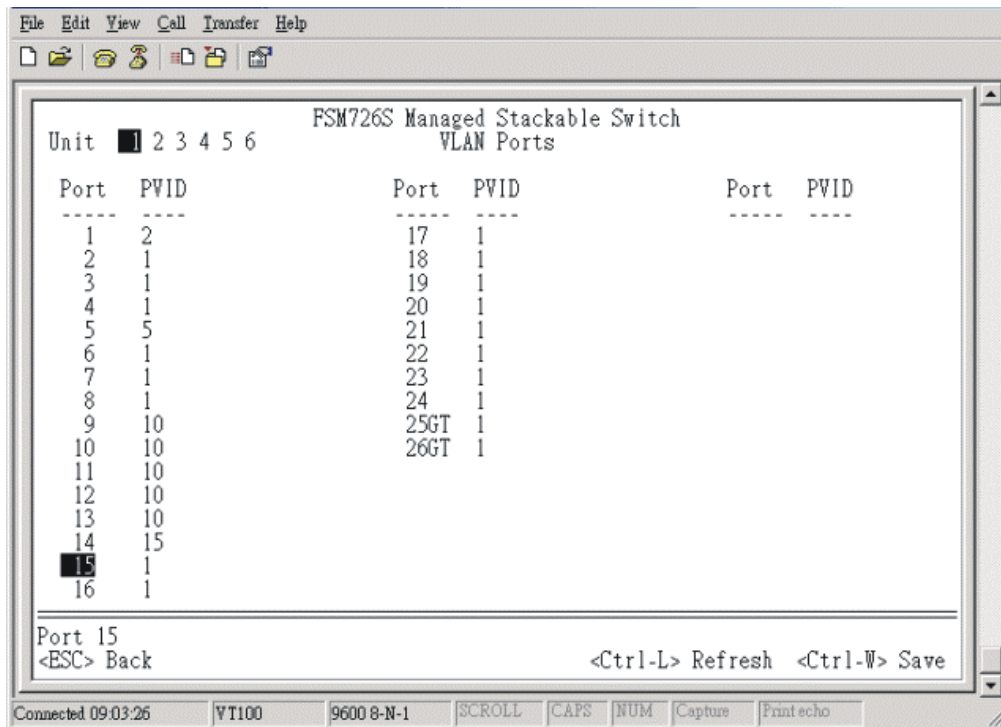 File Edit View Call Transfer Help
FSM726S Managed Stackable Switch
Unit 1 2 3 4 5 6 VLAN Ports
Port PVID Port PVID Port PVID
----- ---- ----- ---- ----- ----
1 2 17 1
2 1 18 1
3 1 19 1
4 1 20 1
5 5 21 1
6 1 22 1
7 1 23 1
8 1 24 1
9 10 25GT 1
10 10 26GT 1
11 10
12 10
13 10
14 15
15 1
16 1
Port 15
<ESC> Back <Ctrl-L> Refresh <Ctrl-W> Save
Connected 09:03:26 VT100 9600 8-N-1 SCROLL CAPS NUM Capture Print echo